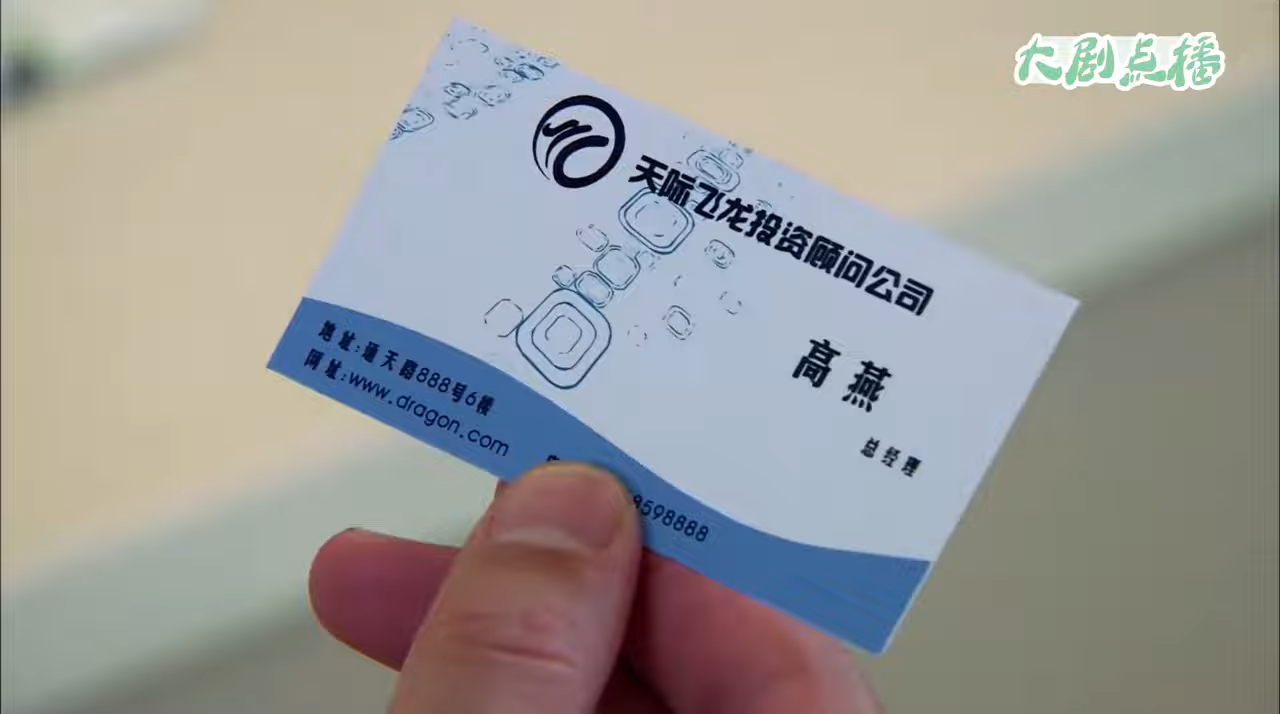 大剧点播
天际飞龙投资顾问公司
高燕
总经理
地址:通天路888号6楼
网址:www.dragon.com
8598888